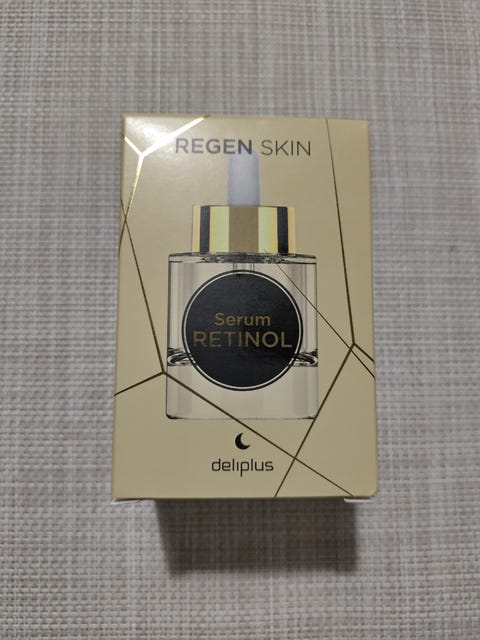 REGEN SKIN
Serum
RETINOL
deliplus